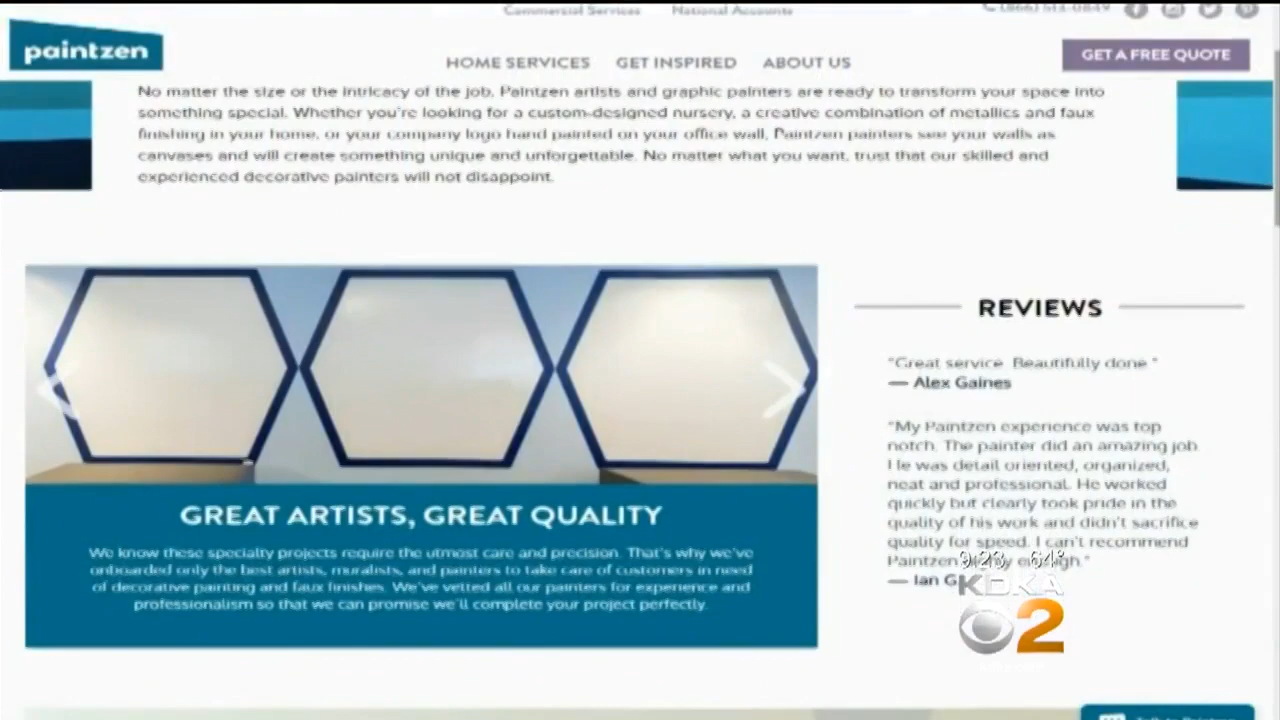 Commercial Services National Accounts
paintzen
HOME SERVICES GET INSPIRED ABOUT US
GET A FREE QUOTE
No matter the size or the intricacy of the job, Paintzen artists and graphic painters are ready to transform your space into
something special. Whether you're looking for a custom-designed nursery, a creative combination of metallics and faux
finishing in your home, or your company logo hand painted on your office wall, Paintzen painters see your walls as
canvases and will create something unique and unforgettable. No matter what you want, trust that our skilled and
experienced decorative painters will not disappoint.
REVIEWS
"Great service. Beautifully done."
— Alex Gaines
"My Paintzen experience was top
notch. The painter did an amazing job.
He was detail oriented, organized,
neat and professional. He worked
quickly but clearly took pride in the
quality of his work and didn't sacrifice
quality for speed. I can't recommend
Paintzen
— Ian
GREAT ARTISTS, GREAT QUALITY
We know these specialty projects require the utmost care and precision. That's why we've
onboarded only the best artists, muralists, and painters to take care of customers in need
of decorative painting and faux finishes. We've vetted all our painters for experience and
professionalism so that we can promise we'll complete your project perfectly.
9:23 64°
KDKA
2